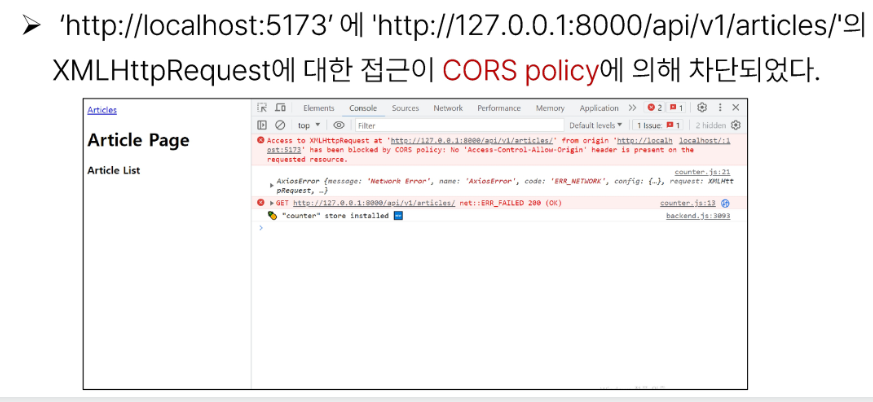 ➤ ‘http://localhost:5173’ 에 'http://127.0.0.1:8000/api/v1/articles/'의
XMLHttpRequest에 대한 접근이 CORS policy에 의해 차단되었다.
Articles
Article Page
Article List
Elements Console Sources Network Performance Memory Application 2 1
top Filter Default levels 1 Issue: 1 2 hidden
Access to XMLHttpRequest at 'http://127.0.0.1:8000/api/v1/articles/' from origin 'http://localh localhost/:1
ost:5173' has been blocked by CORS policy: No 'Access-Control-Allow-Origin' header is present on the
requested resource.
counter.js:21
AxiosError {message: 'Network Error', name: 'AxiosError', code: 'ERR_NETWORK', config: {…}, request: XMLHtt
pRequest, …}
GET http://127.0.0.1:8000/api/v1/articles/ net::ERR_FAILED 200 (OK) counter.js:13
"counter" store installed backend.js:3093